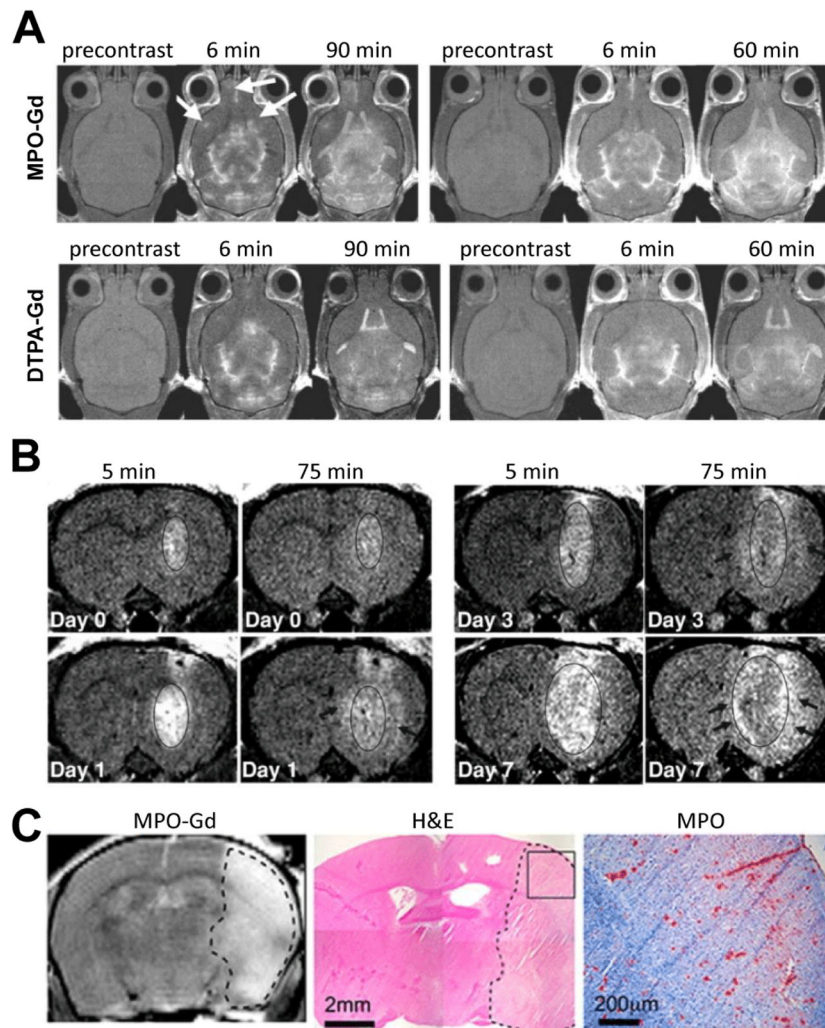 A
precontrast 6 min 90 min precontrast 6 min 60 min
MPO-Gd
precontrast 6 min 90 min precontrast 6 min 60 min
DTPA-Gd
B
5 min 75 min 5 min 75 min
Day 0 Day 0 Day 3 Day 3
Day 1 Day 1 Day 7 Day 7
C
MPO-Gd H&E MPO
2mm 200μm